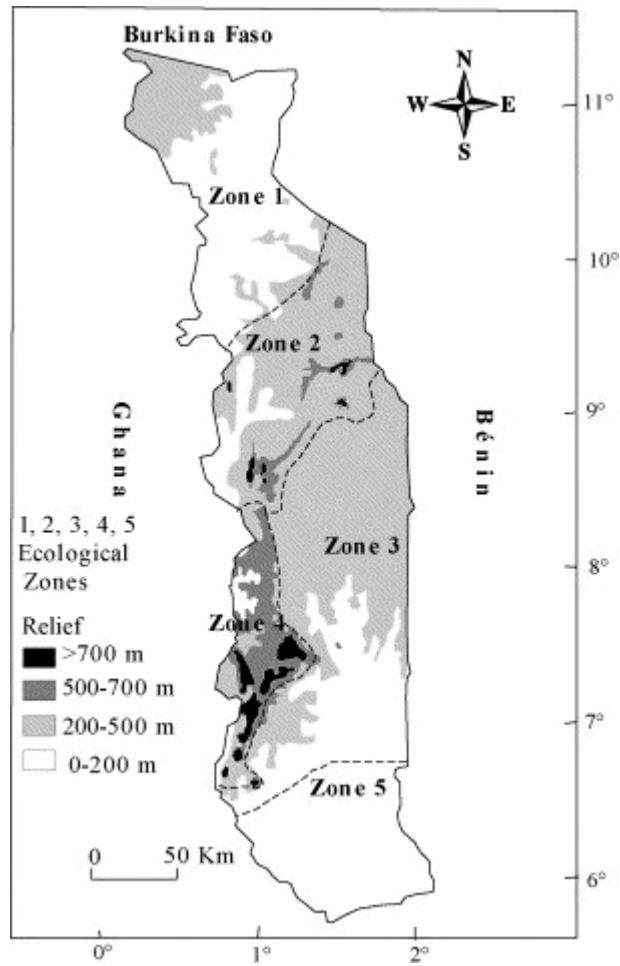 Burkina Faso
N
W E
S
11°
Zone 1
10°
Zone 2
9°
Ghana
Bénin
1, 2, 3, 4, 5
Ecological
Zones
Zone 3
8°
Relief
Zone 4
>700 m
500-700 m
200-500 m
7°
0-200 m
Zone 5
0 50 Km
6°
0° 1° 2°